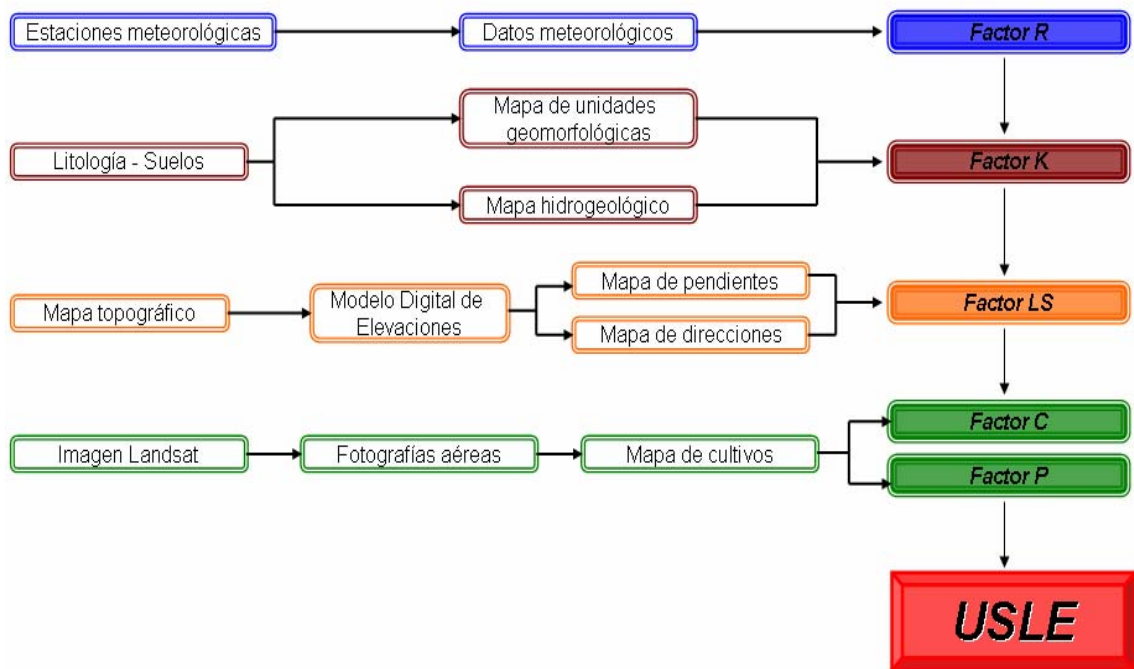 Estaciones meteorológicas
Datos meteorológicos
Factor R
Mapa de unidades
geomorfológicas
Litología - Suelos
Factor K
Mapa hidrogeológico
Mapa topográfico
Modelo Digital de
Elevaciones
Mapa de pendientes
Mapa de direcciones
Factor LS
Imagen Landsat
Fotografías aéreas
Mapa de cultivos
Factor C
Factor P
USLE